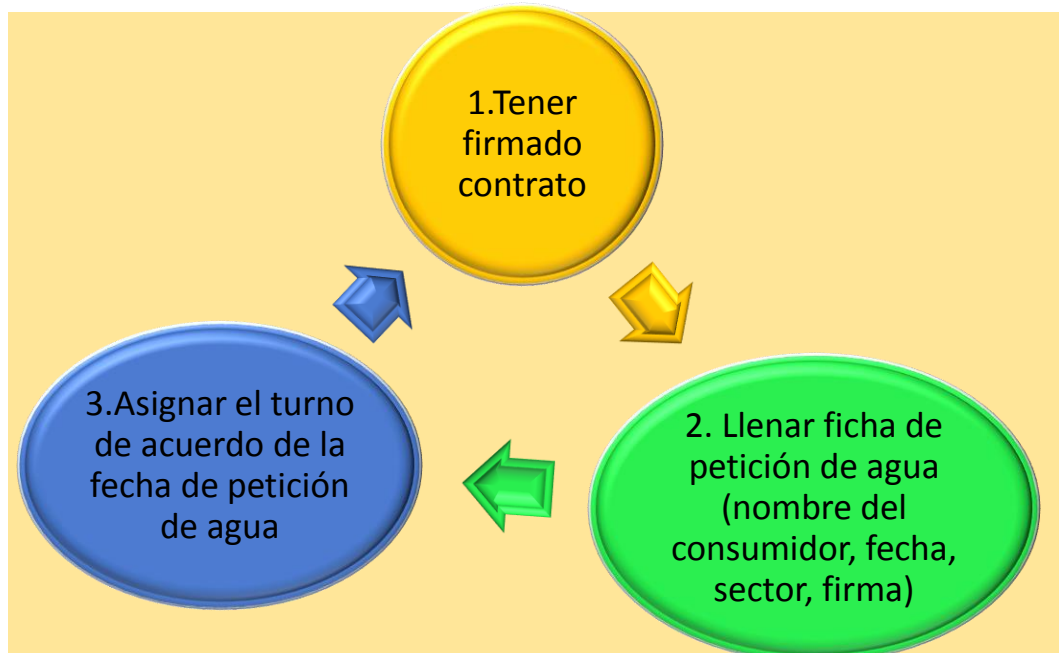 1.Tener
firmado
contrato
2. Llenar ficha de
petición de agua
(nombre del
consumidor, fecha,
sector, firma)
3.Asignar el turno
de acuerdo de la
fecha de petición
de agua